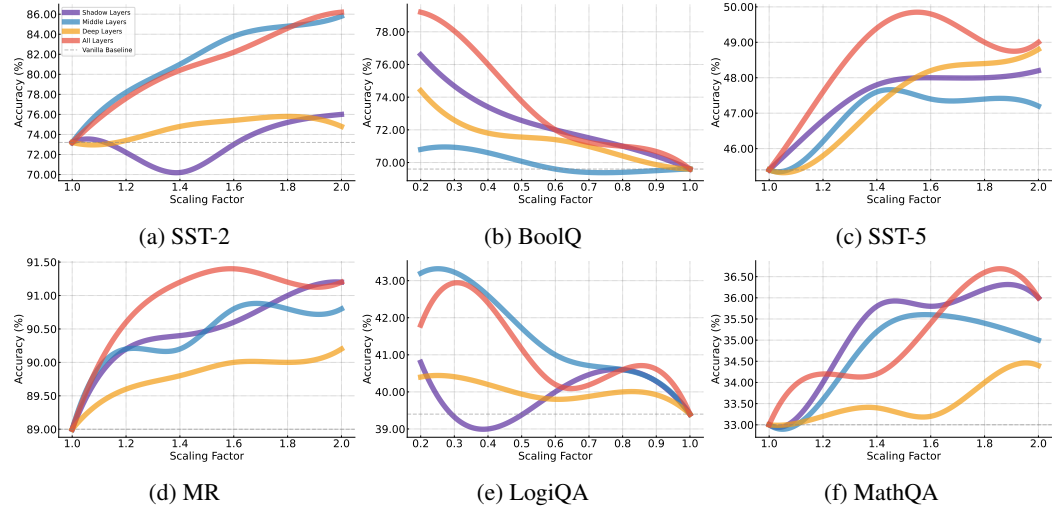 Shadow Layers
Middle Layers
Deep Layers
All Layers
Vanilla Baseline
Accuracy (%)
86.00
84.00
82.00
80.00
78.00
76.00
74.00
72.00
70.00
1.0 1.2 1.4 1.6 1.8 2.0
Scaling Factor
(a) SST-2
Accuracy (%)
78.00
76.00
74.00
72.00
70.00
0.2 0.3 0.4 0.5 0.6 0.7 0.8 0.9 1.0
Scaling Factor
(b) BoolQ
Accuracy (%)
50.00
49.00
48.00
47.00
46.00
1.0 1.2 1.4 1.6 1.8 2.0
Scaling Factor
(c) SST-5
Accuracy (%)
91.50
91.00
90.50
90.00
89.50
89.00
1.0 1.2 1.4 1.6 1.8 2.0
Scaling Factor
(d) MR
Accuracy (%)
43.00
42.00
41.00
40.00
39.00
0.2 0.3 0.4 0.5 0.6 0.7 0.8 0.9 1.0
Scaling Factor
(e) LogiQA
Accuracy (%)
36.50
36.00
35.50
35.00
34.50
34.00
33.50
33.00
1.0 1.2 1.4 1.6 1.8 2.0
Scaling Factor
(f) MathQA